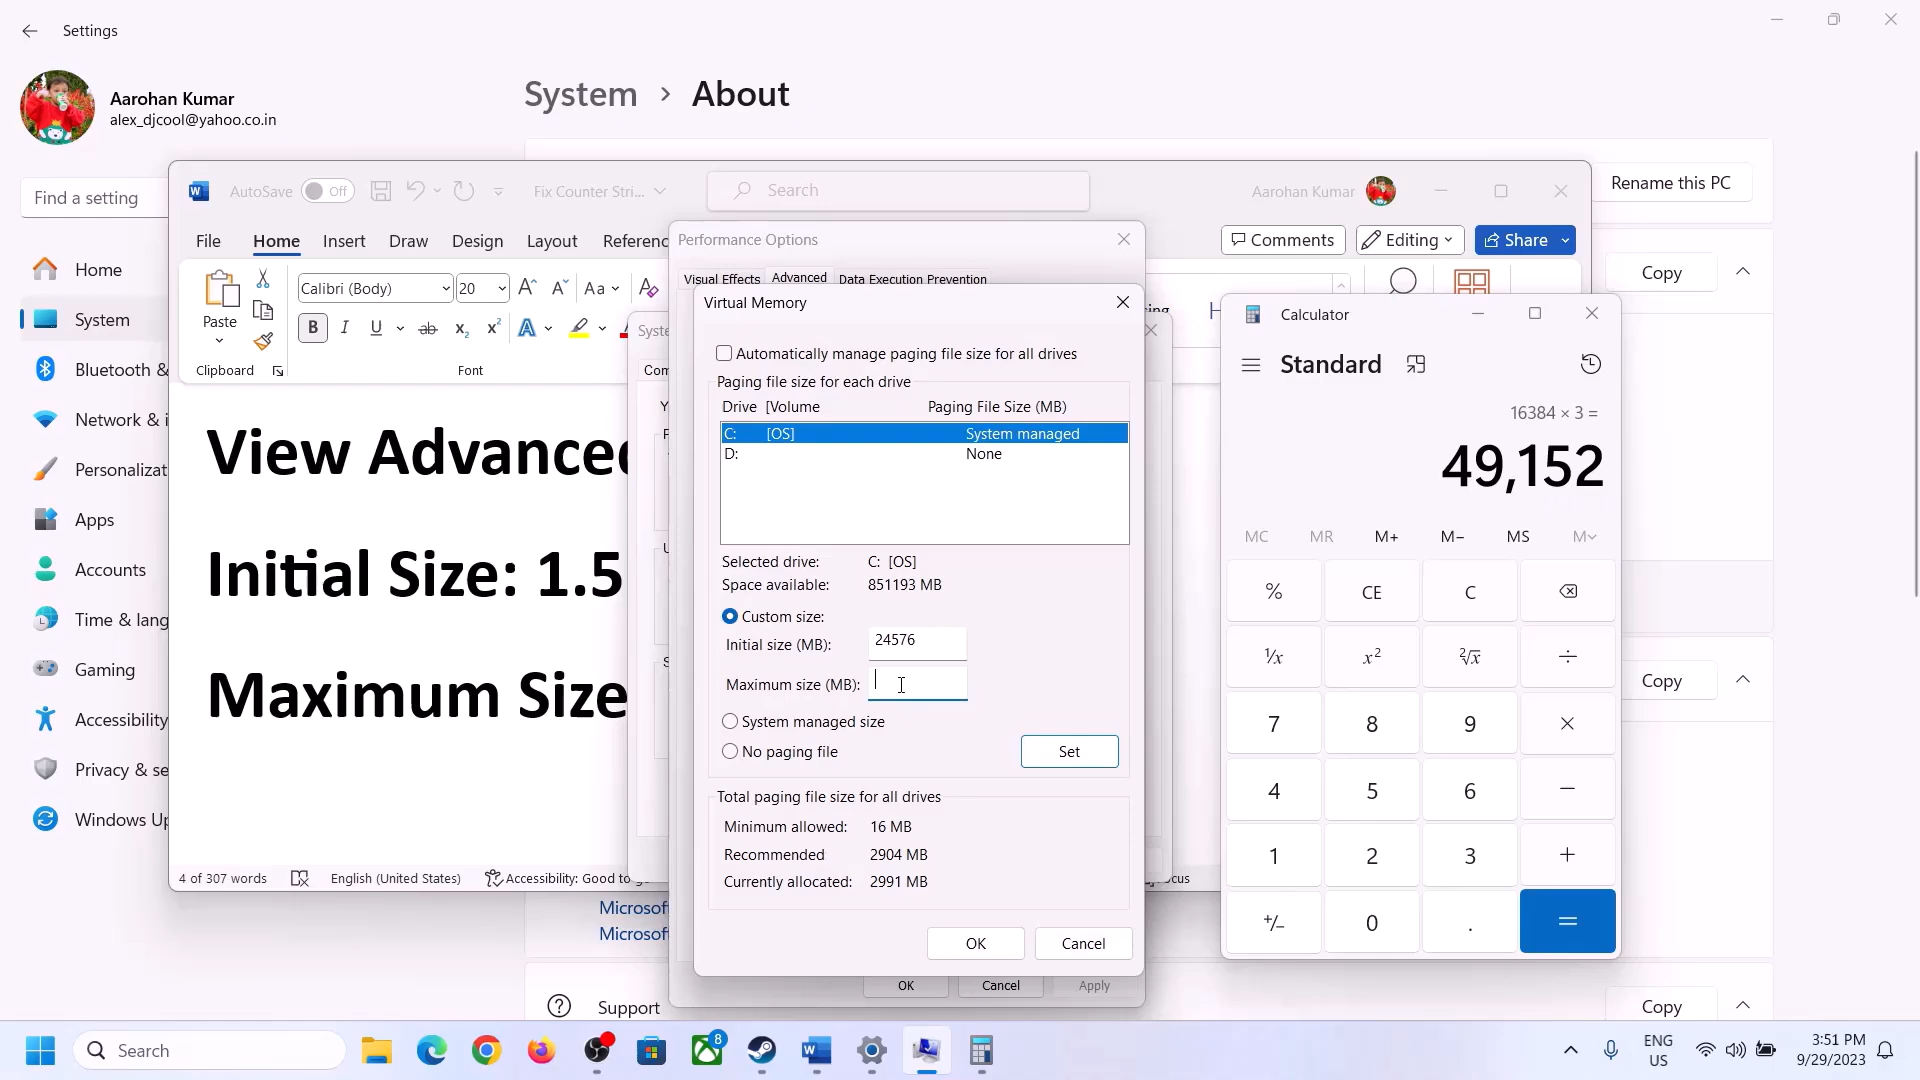 Settings
Aarohan Kumar
alex_djcool@yahoo.co.in
System > About
Find a setting
Home
System
Bluetooth &
Network & i
Personalizat
Apps
Accounts
Time & lang
Gaming
Accessibility
Privacy & se
Windows Up
Rename this PC
Copy
Copy
Copy
Support
Microsof
Microsof
AutoSave Off
Fix Counter Stri...
Search
Aarohan Kumar
File Home Insert Draw Design Layout Referenc
Comments Editing Share
Paste
Calibri (Body) 20
Clipboard
Font
View Advanced
Initial Size: 1.5
Maximum Size
4 of 307 words English (United States) Accessibility: Good to
Performance Options
Visual Effects Advanced Data Execution Prevention
Syste
Com
OK Cancel Apply
Virtual Memory
Automatically manage paging file size for all drives
Paging file size for each drive
Drive [Volume Paging File Size (MB)
C: [OS] System managed
D: None
Selected drive: C: [OS]
Space available: 851193 MB
Custom size:
Initial size (MB): 24576
Maximum size (MB):
System managed size
No paging file
Set
Total paging file size for all drives
Minimum allowed: 16 MB
Recommended 2904 MB
Currently allocated: 2991 MB
OK Cancel
Calculator
Standard
16384 × 3 =
49,152
MC MR M+ M− MS M
% CE C
¹/x x² ²√x ÷
7 8 9 ×
4 5 6 −
1 2 3 +
+/− 0 . =
Search
8
ENG
US
3:51 PM
9/29/2023